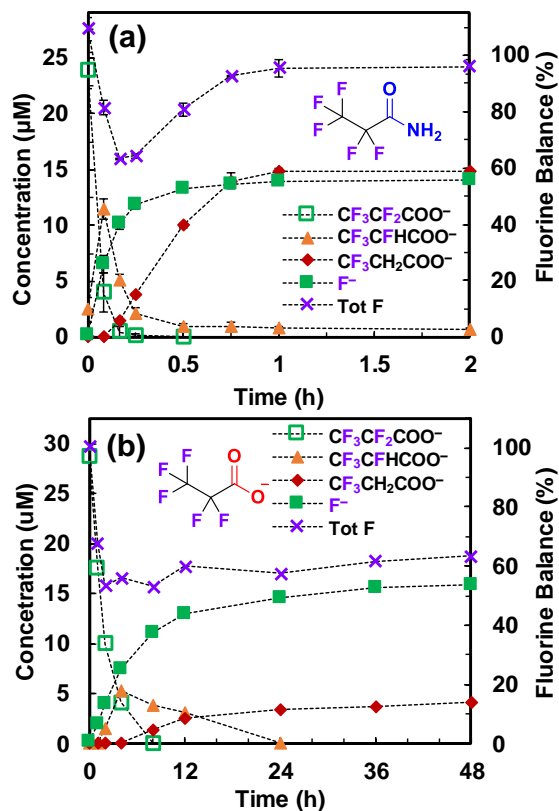 (a)
25
20
15
10
5
0
Concentration (µM)
100
80
60
40
20
0
Fluorine Balance (%)
F
F
F
F
F
O
NH₂
CF₃CF₂COO⁻
CF₃CFHCOO⁻
CF₃CH₂COO⁻
F⁻
Tot F
0
0.5
1
1.5
2
Time (h)
(b)
30
25
20
15
10
5
0
Concetration (uM)
100
80
60
40
20
0
Fluorine Balance (%)
F
F
F
F
F
O
O⁻
CF₃CF₂COO⁻
CF₃CFHCOO⁻
CF₃CH₂COO⁻
F⁻
Tot F
0
12
24
36
48
Time (h)